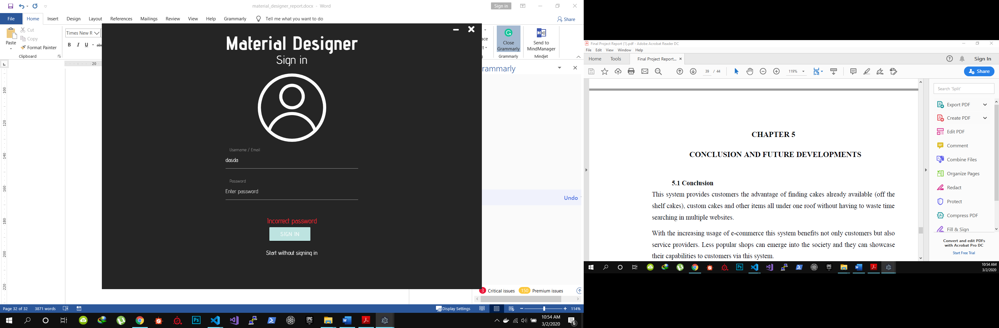 material_designer_report.docx - Word
Sign in
File Home Insert Design Layout References Mailings Review View Help Grammarly Tell me what you want to do
Share
Paste
Cut
Copy
Format Painter
Clipboard
Times New R
B I U abc
Close
Grammarly
Grammarly
Send to
MindManager
Mindjet
20
100
120
140
160
180
200
220
Material Designer
Sign in
Username / Email
dasda
Password
Enter password
Incorrect password
SIGN IN
Start without signing in
rammarly
Undo
3 Critical issues 150 Premium issues
Page 32 of 32 3871 words
Display Settings
114%
Ps
EPIC
GAMES
10:54 AM
3/2/2020
6
Final Project Report (1).pdf - Adobe Acrobat Reader DC
File Edit View Window Help
Home Tools Final Project Report...
Sign In
39 / 44
119%
Share
Search 'Split'
Export PDF
Create PDF
Edit PDF
Comment
Combine Files
Organize Pages
Redact
Protect
Compress PDF
Fill & Sign
Convert and edit PDFs
with Acrobat Pro DC
Start Free Trial
CHAPTER 5
CONCLUSION AND FUTURE DEVELOPMENTS
5.1 Conclusion
This system provides customers the advantage of finding cakes already available (off the
shelf cakes), custom cakes and other items all under one roof without having to waste time
searching in multiple websites.
With the increasing usage of e-commerce this system benefits not only customers but also
service providers. Less popular shops can emerge into the society and they can showcase
their capabilities to customers via this system.
Ps
EPIC
GAMES
10:54 AM
3/2/2020